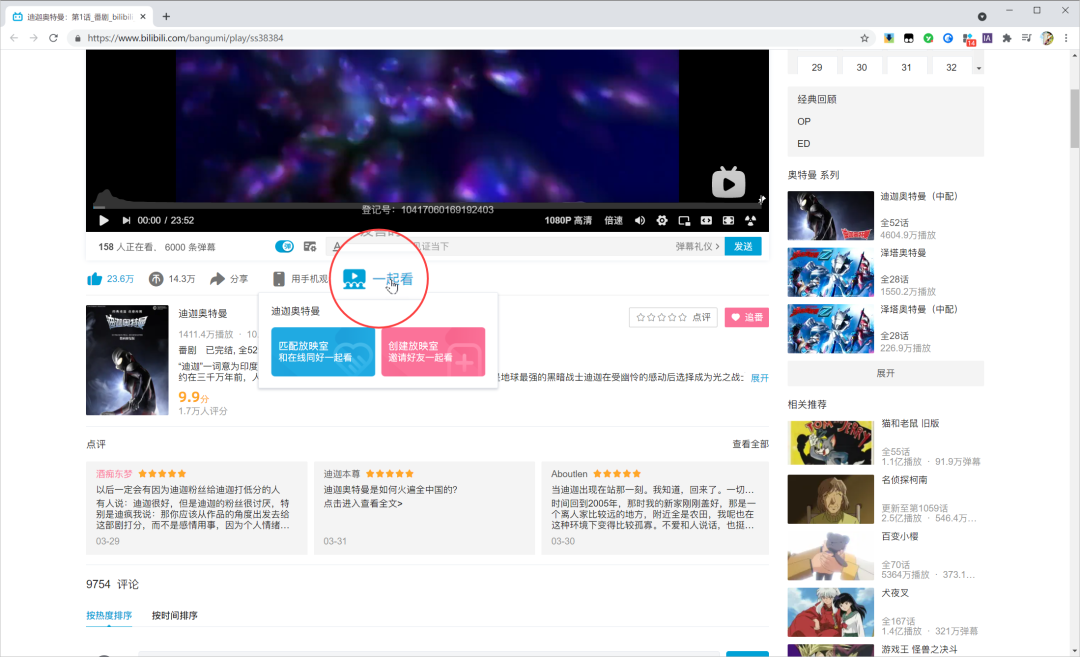 迪迦奥特曼：第1话_番剧_bilibili
https://www.bilibili.com/bangumi/play/ss38384
14
IA
登记号：10417060169192403
00:00 / 23:52
1080P 高清 倍速
158 人正在看， 6000 条弹幕
弹
见证当下
弹幕礼仪 >
发送
23.6万
14.3万
分享
用手机观
一起看
迪迦奥特曼
匹配放映室
和在线同好一起看
创建放映室
邀请好友一起看
迪迦奥特曼
1411.4万播放 · 10.
番剧 已完结, 全52
“迪迦”一词意为印度
约在三千万年前，人
是地球最强的黑暗战士迪迦在受幽怜的感动后选择成为光之战:
展开
9.9分
1.7万人评分
点评
追番
点评
查看全部
酒痴东梦
以后一定会有因为迪迦粉丝给迪迦打低分的人
有人说：迪迦很好，但是迪迦的粉丝很讨厌，特
别是迪疯我说：那你应该从作品的角度出发去给
这部剧打分，而不是感情用事，因为个人情绪…
03-29
迪迦本尊
迪迦奥特曼是如何火遍全中国的?
点击进入查看全文>
03-31
Aboutlen
当迪迦出现在站那一刻。我知道，回来了。一切…
时间回到2005年，那时我的新家刚刚盖好，那是一
个离人家比较远的地方，附近全是农田，我呢也在
这种环境下变得比较孤寡。不爱和人说话，也挺…
03-30
9754 评论
按热度排序
按时间排序
29
30
31
32
经典回顾
OP
ED
奥特曼 系列
迪迦奥特曼（中配）
全52话
4604.9万播放
泽塔奥特曼
全28话
1550.2万播放
泽塔奥特曼（中配）
全28话
226.9万播放
展开
相关推荐
猫和老鼠 旧版
全55话
1.1亿播放 · 91.9万弹幕
名侦探柯南
更新至第1059话
2.5亿播放 · 546.4万…
百变小樱
全70话
5364万播放 · 373.1…
犬夜叉
全167话
1.4亿播放 · 321万弹幕
游戏王 怪兽之决斗